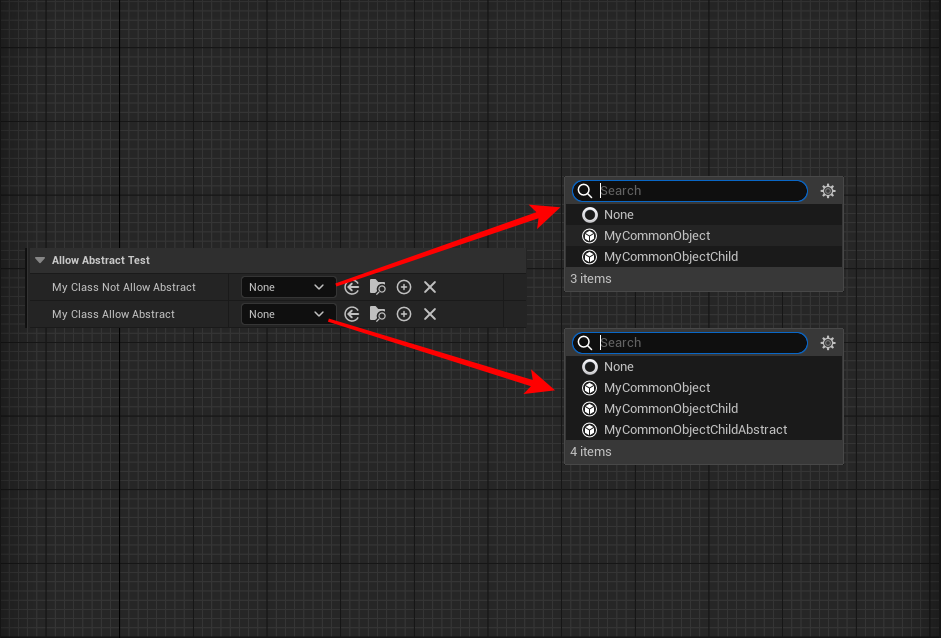 Allow Abstract Test
My Class Not Allow Abstract
None
My Class Allow Abstract
None
Search
None
MyCommonObject
MyCommonObjectChild
3 items
Search
None
MyCommonObject
MyCommonObjectChild
MyCommonObjectChildAbstract
4 items